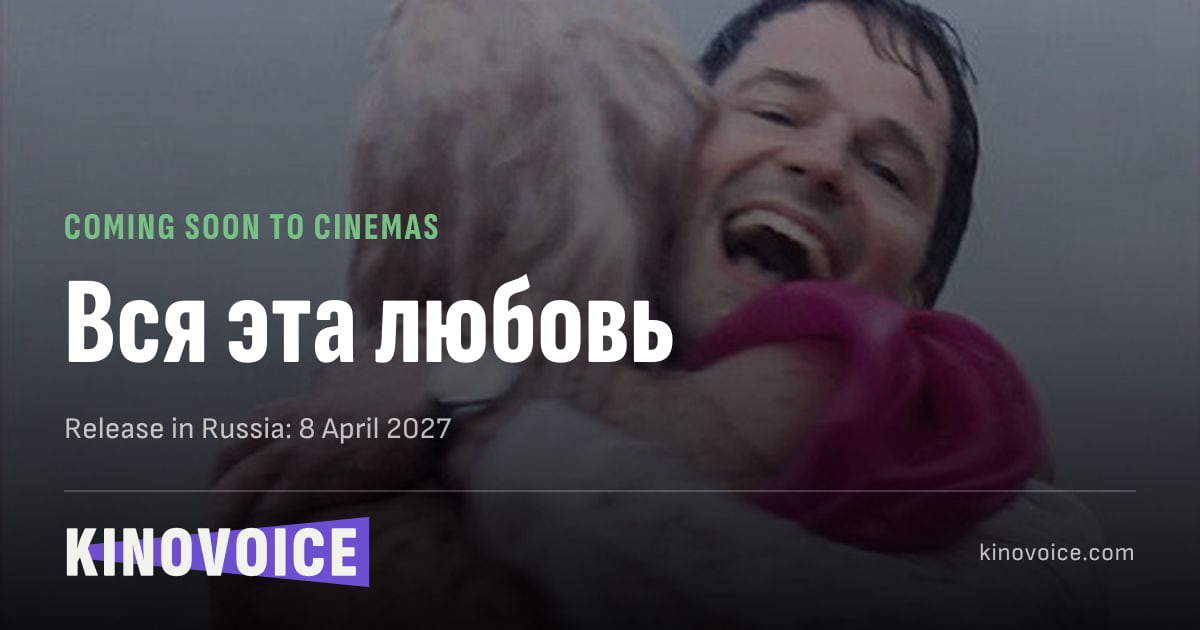 COMING SOON TO CINEMAS
Вся эта любовь
Release in Russia: 8 April 2027
KINOVOICE
kinovoice.com